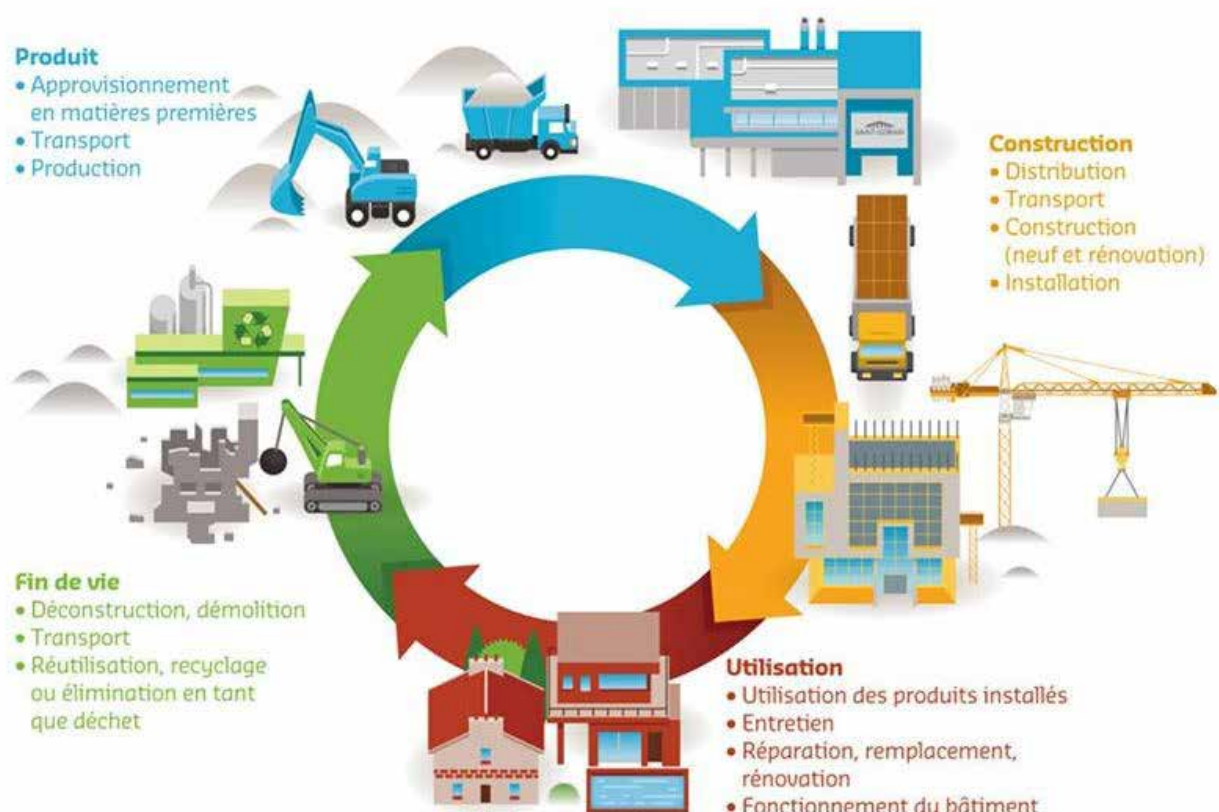 Produit
• Approvisionnement
en matières premières
• Transport
• Production
SAINT-GOBAIN
Construction
• Distribution
• Transport
• Construction
(neuf et rénovation)
• Installation
Fin de vie
• Déconstruction, démolition
• Transport
• Réutilisation, recyclage
ou élimination en tant
que déchet
Utilisation
• Utilisation des produits installés
• Entretien
• Réparation, remplacement,
rénovation
• Fonctionnement du bâtiment